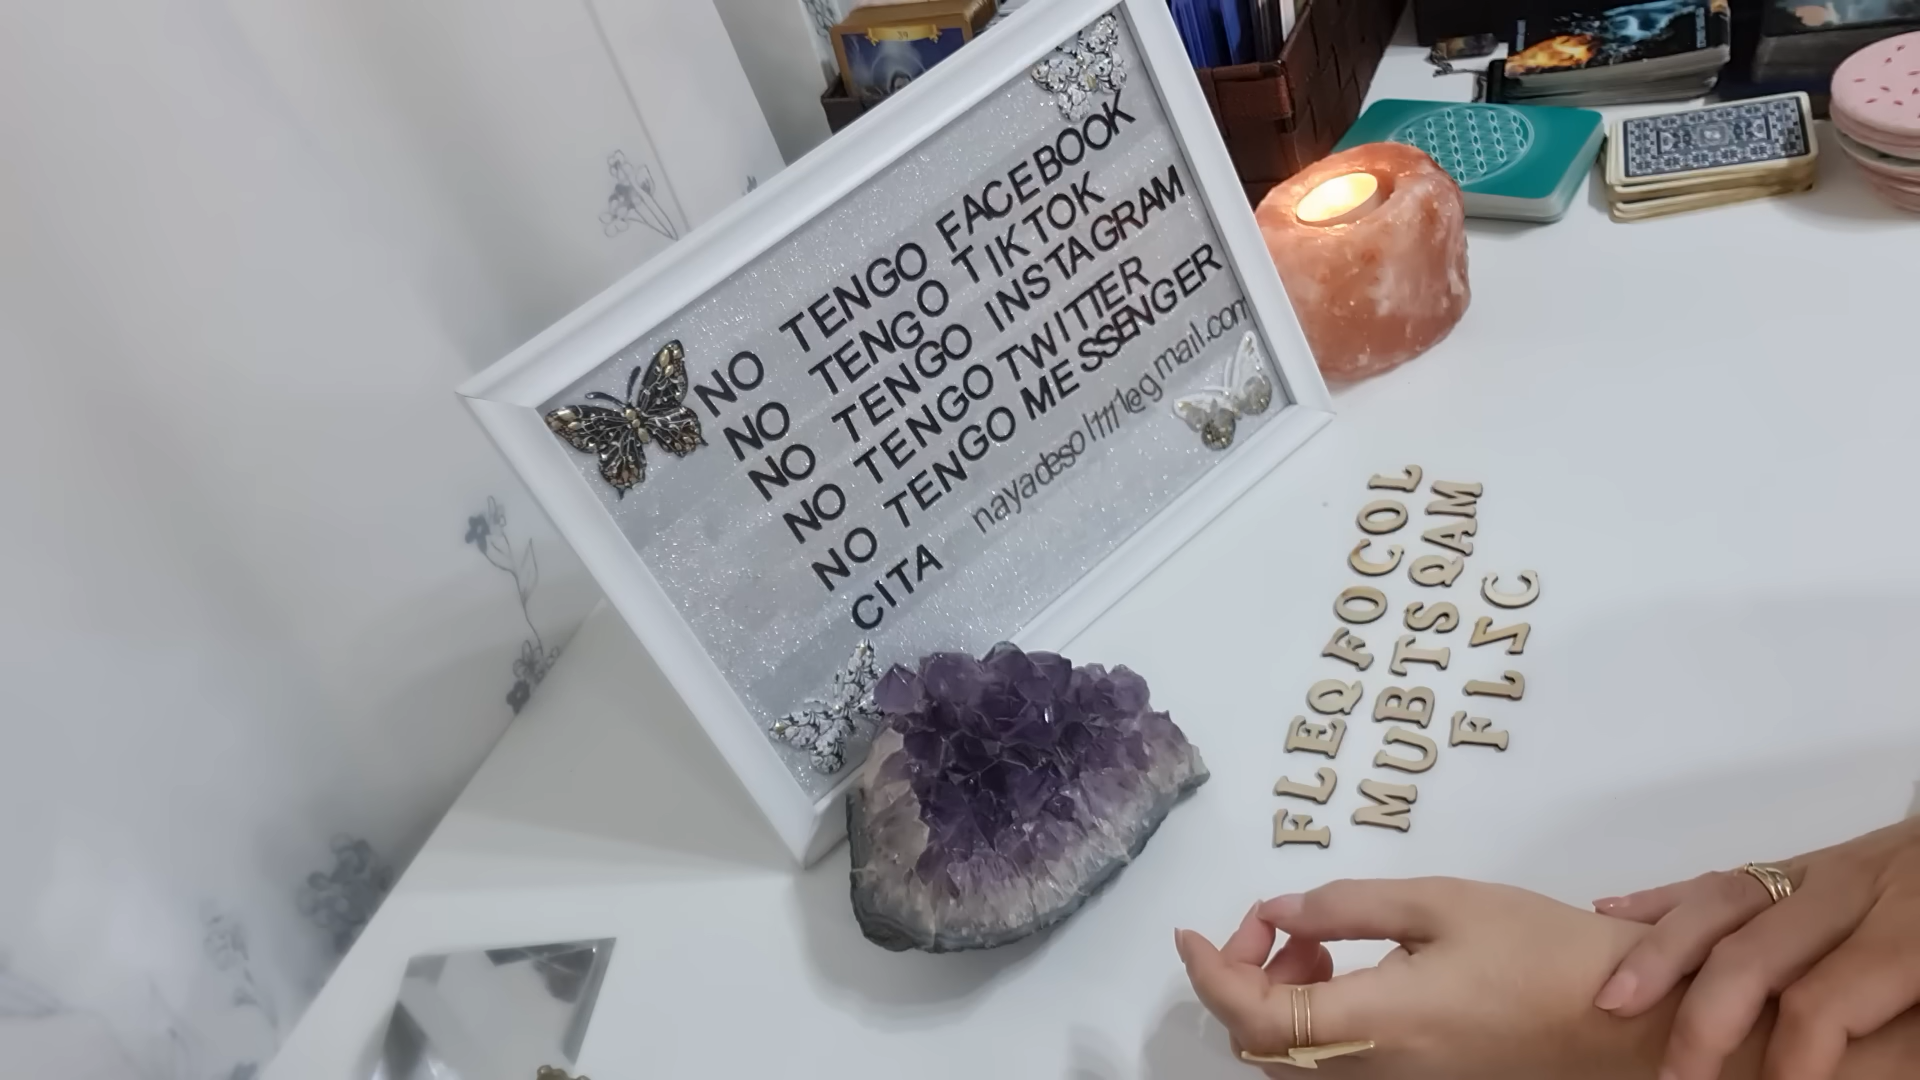 NO TENGO FACEBOOK
NO TENGO TIKTOK
NO TENGO INSTAGRAM
NO TENGO TWITTER
NO TENGO MESSENGER
CITA
FLEQFOCOL
MUBTSQAM
FLSC